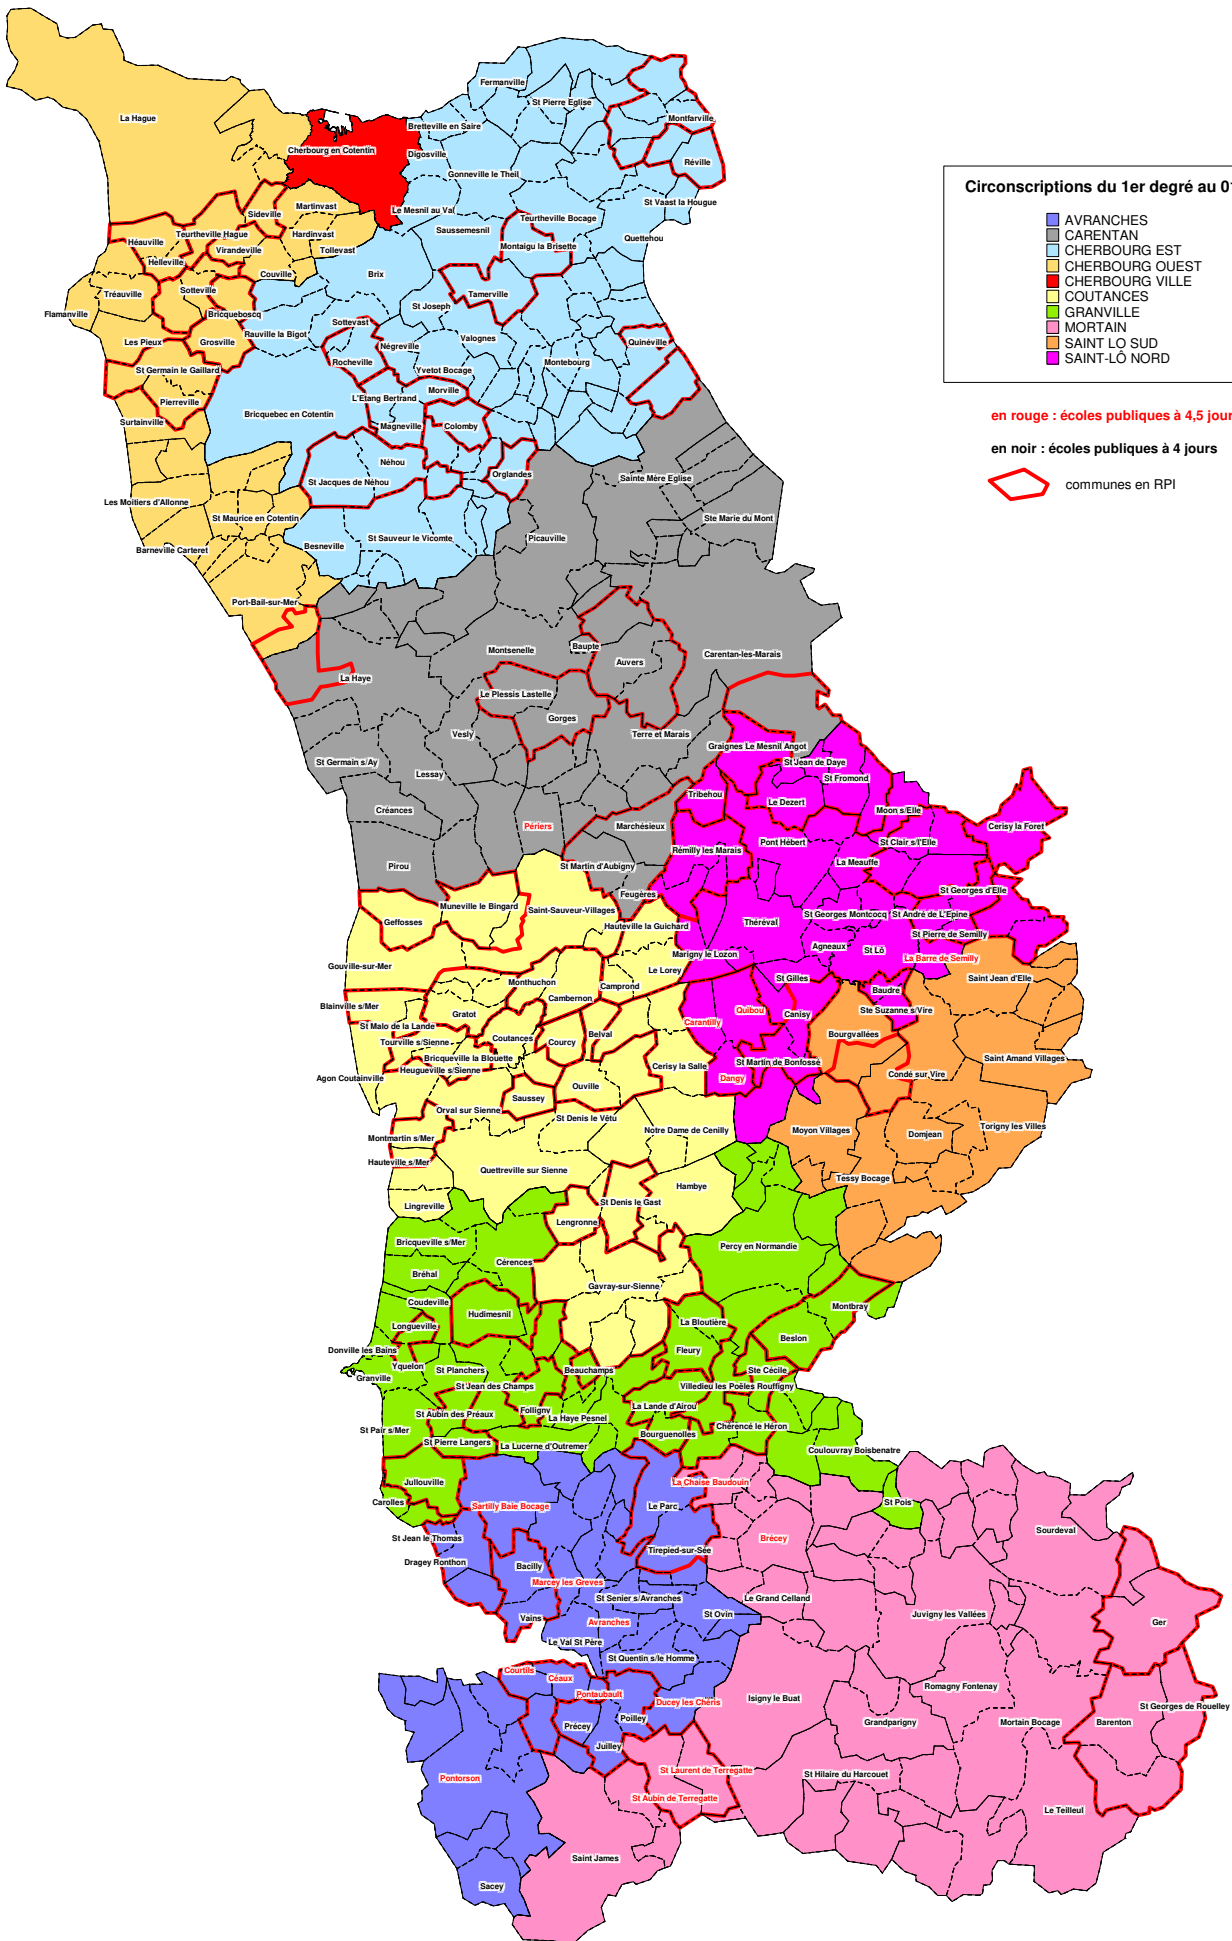 La Hague
Fermanville
St Pierre Eglise
Montfarville
Bretteville en Saire
Cherbourg en Cotentin
Digosville
Réville
Gonneville le Theil
Circonscriptions du 1er degré au 0
AVRANCHES
CARENTAN
CHERBOURG EST
CHERBOURG OUEST
CHERBOURG VILLE
COUTANCES
GRANVILLE
MORTAIN
SAINT LO SUD
SAINT-LÔ NORD
en rouge : écoles publiques à 4,5 jour
en noir : écoles publiques à 4 jours
communes en RPI
St Vaast la Hougue
Martinvast
Le Mesnil au Val
Sideville
Teurtheville Bocage
Saussemesnil
Teurtheville Hague
Hardinvast
Quettehou
Héauville
Montaigu la Brisette
Virandeville
Tollevast
Helleville
Couville
Brix
Sotteville
Tréauville
Tamerville
St Joseph
Flamanville
Bricqueboscq
Sottevast
Rauville la Bigot
Valognes
Les Pieux
Grosville
Négreville
Quinéville
Rocheville
Montebourg
St Germain le Gaillard
Yvetot Bocage
Morville
L'Etang Bertrand
Pierreville
Bricquebec en Cotentin
Surtainville
Magneville
Colomby
Néhou
Orglandes
Sainte Mère Eglise
St Jacques de Néhou
Les Moitiers d'Allonne
St Maurice en Cotentin
Ste Marie du Mont
Picauville
St Sauveur le Vicomte
Besneville
Barneville Carteret
Port-Bail-sur-Mer
Baupte
Montsenelle
Carentan-les-Marais
Auvers
La Haye
Le Plessis Lastelle
Gorges
Vesly
Terre et Marais
Graignes Le Mesnil Angot
St Germain s/Ay
St Jean de Daye
Lessay
St Fromond
Tribehou
Le Dezert
Créances
Moon s/Elle
Périers
Marchésieux
Cerisy la Foret
Pont Hébert
St Clair s/l'Elle
Rémilly les Marais
La Meauffe
Pirou
St Martin d'Aubigny
St Georges d'Elle
Feugères
Muneville le Bingard
Saint-Sauveur-Villages
St Georges Montcocq
St André de L'Epine
Geffosses
Théréval
Hauteville la Guichard
St Pierre de Semilly
Agneaux
St Lô
Marigny le Lozon
La Barre de Semilly
Gouville-sur-Mer
Le Lorey
St Gilles
Saint Jean d'Elle
Monthuchon
Camprond
Baudre
Cambernon
Blainville s/Mer
Quibou
Ste Suzanne s/Vire
Gratot
Canisy
Carantilly
St Malo de la Lande
Bourgvallées
Belval
Coutances
Tourville s/Sienne
Courcy
Bricqueville la Blouette
Saint Amand Villages
St Martin de Bonfossé
Cerisy la Salle
Heugueville s/Sienne
Condé sur Vire
Agon Coutainville
Dangy
Ouville
Saussey
Orval sur Sienne
St Denis le Vêtu
Torigny les Villes
Notre Dame de Cenilly
Moyon Villages
Domjean
Montmartin s/Mer
Hauteville s/Mer
Quettreville sur Sienne
Tessy Bocage
Hambye
St Denis le Gast
Lingreville
Lengronne
Bricqueville s/Mer
Percy en Normandie
Cérences
Bréhal
Gavray-sur-Sienne
Coudeville
Montbray
Hudimesnil
La Bloutière
Longueville
Beslon
Donville les Bains
Fleury
Yquelon
St Planchers
Beauchamps
Ste Cécile
Granville
St Jean des Champs
Villedieu les Poêles Rouffigny
La Lande d'Airou
Folligny
St Aubin des Préaux
La Haye Pesnel
Chérencé le Héron
St Pair s/Mer
Bourguenolles
St Pierre Langers
La Lucerne d'Outremer
Coulouvray Boisbenatre
Jullouville
La Chaise Baudouin
Carolles
Sartilly Baie Bocage
Le Parc
St Pois
Sourdeval
St Jean le Thomas
Brécey
Tirepied-sur-Sée
Dragey Ronthon
Bacilly
Marcey les Greves
St Senier s/Avranches
Le Grand Celland
Juvigny les Vallées
Vains
Avranches
St Ovin
Ger
Le Val St Père
St Quentin s/le Homme
Courtils
Céaux
Romagny Fontenay
Pontaubault
Isigny le Buat
Ducey les Chéris
St Georges de Rouelley
Poilley
Précey
Grandparigny
Mortain Bocage
Barenton
Juilley
St Laurent de Terregatte
Pontorson
St Hilaire du Harcouet
St Aubin de Terregatte
Le Teilleul
Saint James
Sacey